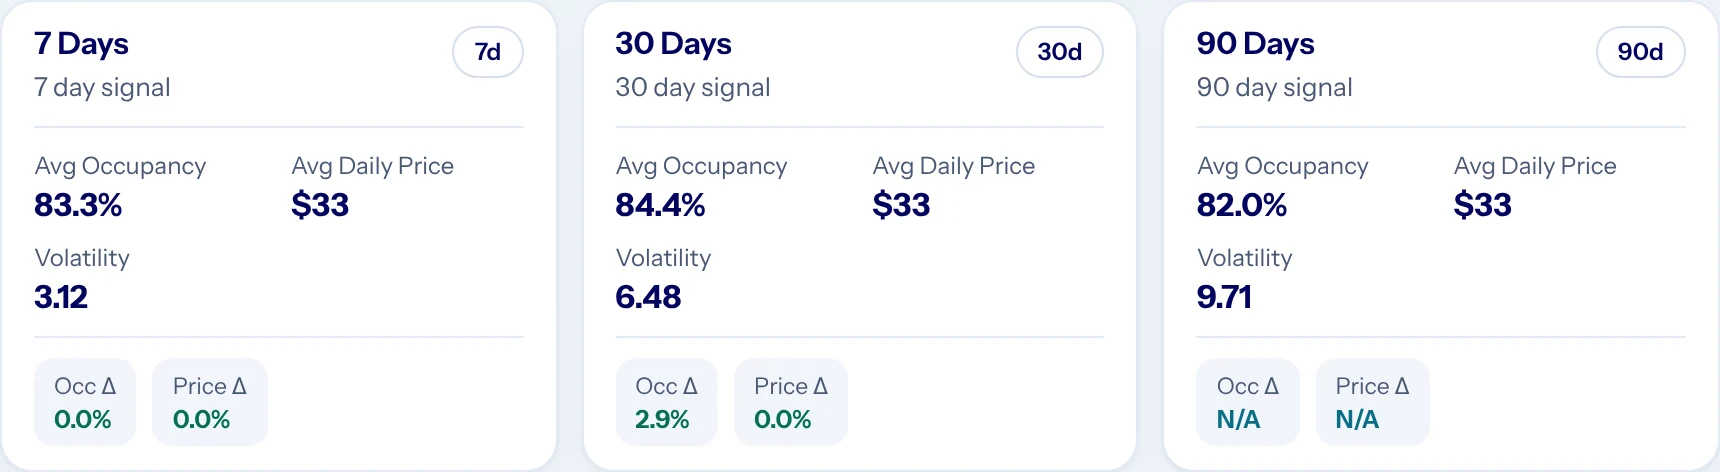 7 Days
7d
7 day signal
Avg Occupancy
83.3%
Avg Daily Price
$33
Volatility
3.12
Occ Δ
0.0%
Price Δ
0.0%
30 Days
30d
30 day signal
Avg Occupancy
84.4%
Avg Daily Price
$33
Volatility
6.48
Occ Δ
2.9%
Price Δ
0.0%
90 Days
90d
90 day signal
Avg Occupancy
82.0%
Avg Daily Price
$33
Volatility
9.71
Occ Δ
N/A
Price Δ
N/A